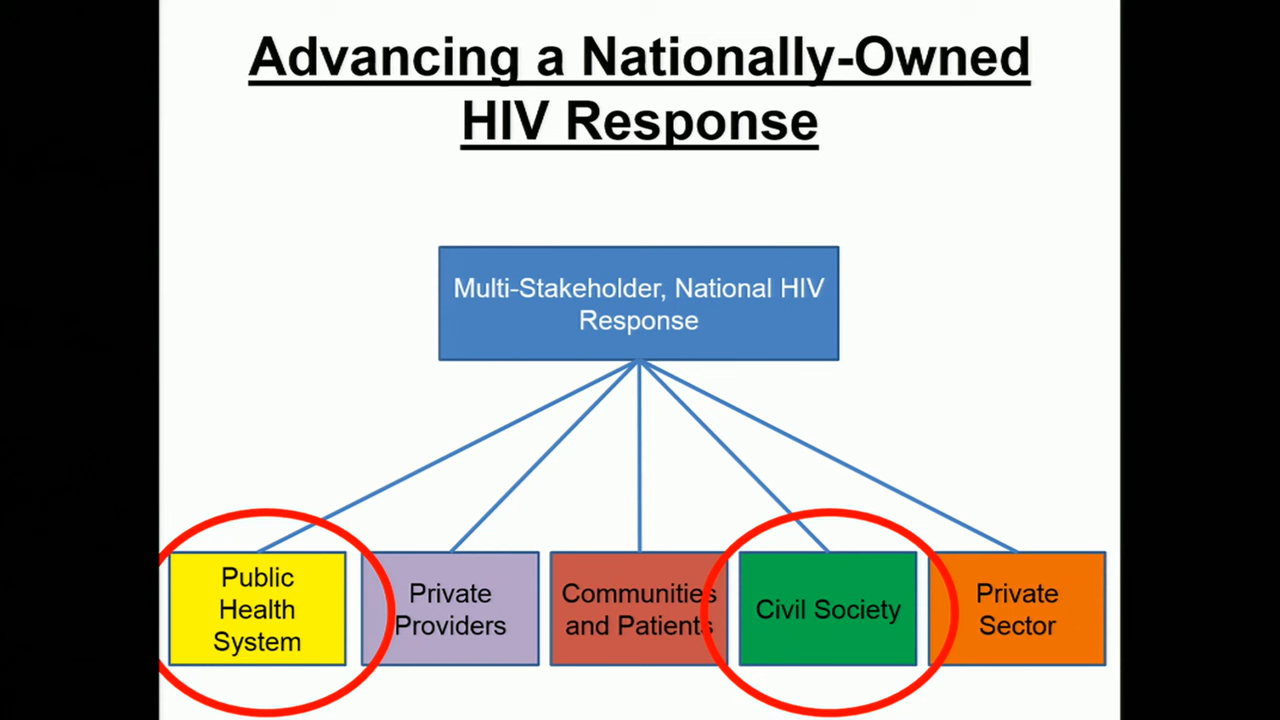 Advancing a Nationally-Owned
HIV Response
Multi-Stakeholder, National HIV
Response
Public
Health
System
Private
Providers
Communities
and Patients
Civil Society
Private
Sector